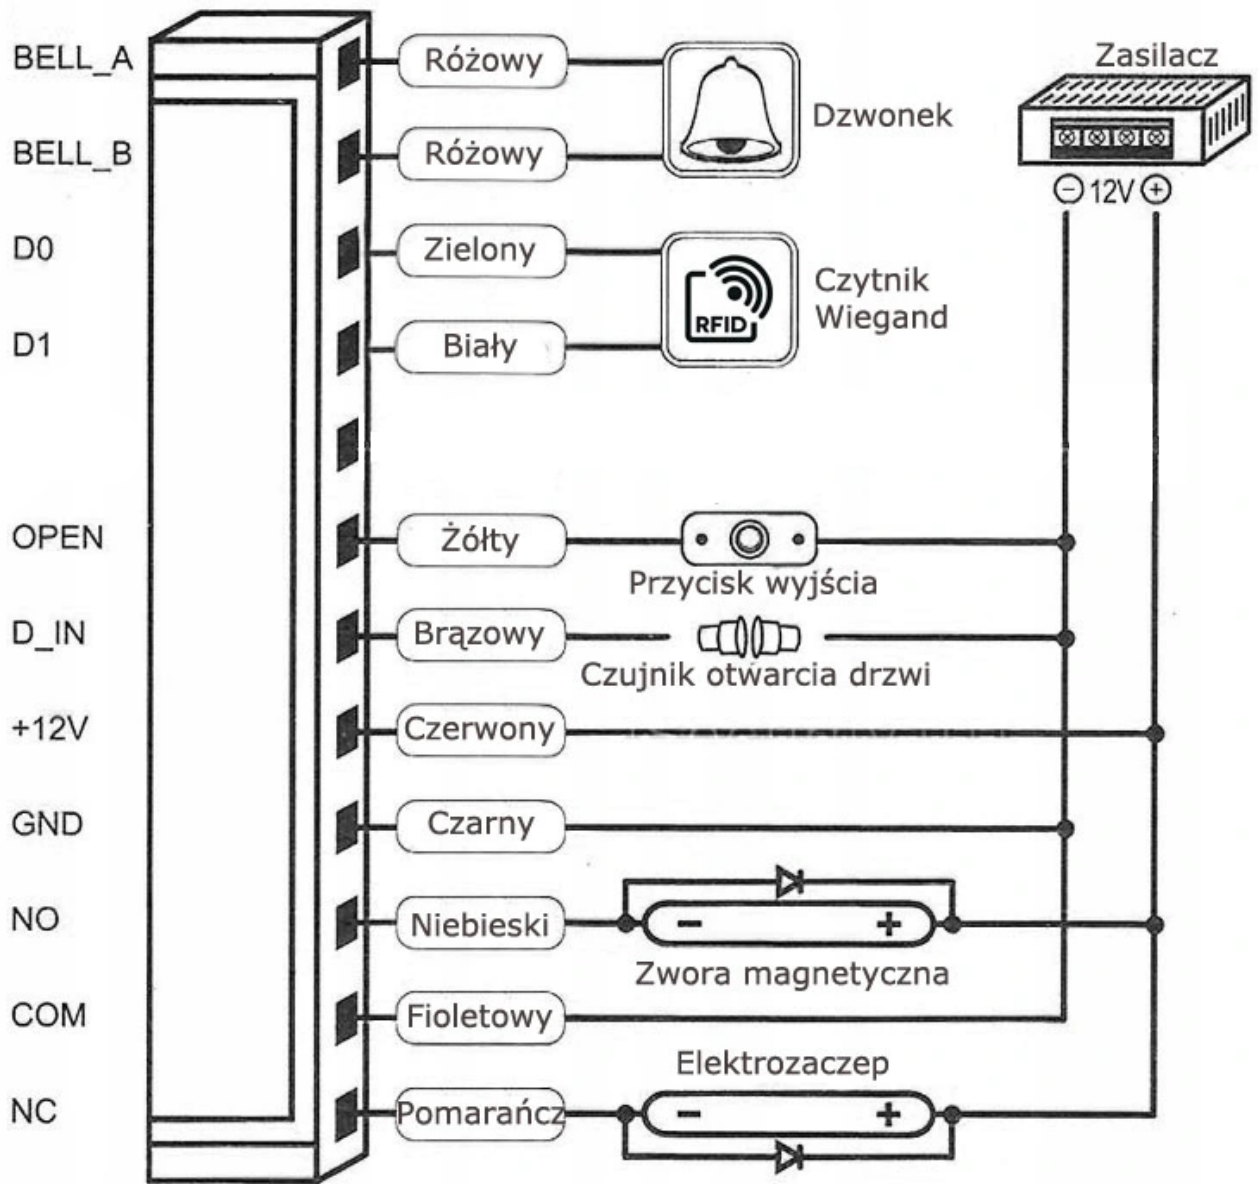 BELL_A
Różowy
Zasilacz
Dzwonek
BELL_B
Różowy
12V
D0
Zielony
Czytnik
Wiegand
RFID
D1
Biały
OPEN
Żółty
Przycisk wyjścia
D_IN
Brązowy
Czujnik otwarcia drzwi
+12V
Czerwony
GND
Czarny
NO
Niebieski
Zwora magnetyczna
COM
Fioletowy
Elektrozaczep
NC
Pomarańcz